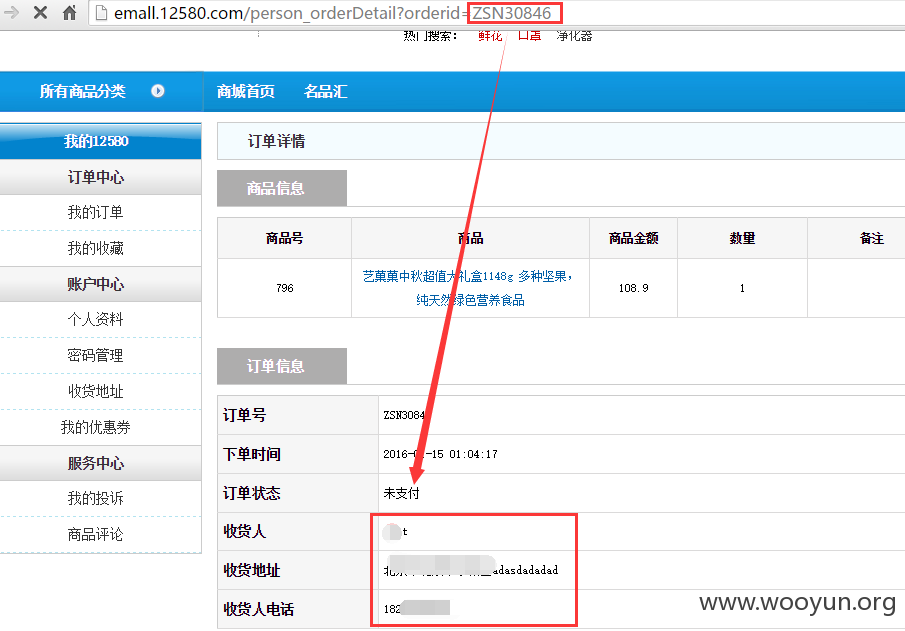 emall.12580.com/person_orderDetail?orderid=ZSN30846
热门搜索： 鲜花 口罩 净化器
所有商品分类 商城首页 名品汇
我的12580
订单中心
我的订单
我的收藏
账户中心
个人资料
密码管理
收货地址
我的优惠券
服务中心
我的投诉
商品评论
订单详情
商品信息
商品号 商品 商品金额 数量 备注
796 艺菓菓中秋超值大礼盒1148g 多种坚果， 108.9 1
纯天然绿色营养食品
订单信息
订单号 ZSN3084
下单时间 2016- -15 01:04:17
订单状态 未支付
收货人 t
收货地址 adasdadadad
收货人电话 182
www.wooyun.org